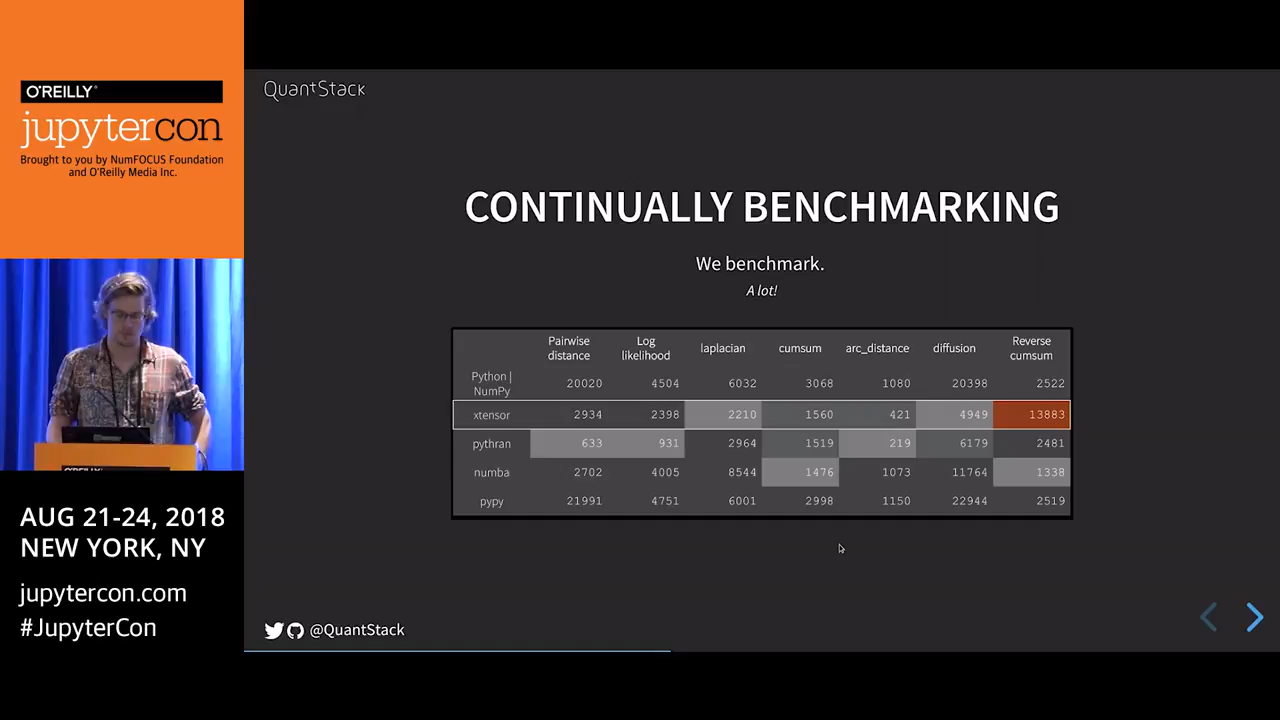 O'REILLY®
jupytercon
Brought to you by NumFOCUS Foundation
and O'Reilly Media Inc.
AUG 21-24, 2018
NEW YORK, NY
jupytercon.com
#JupyterCon
QuantStack
CONTINUALLY BENCHMARKING
We benchmark.
A lot!
Pairwise distance Log likelihood laplacian cumsum arc_distance diffusion Reverse cumsum
Python | NumPy 20020 4504 6032 3068 1080 20398 2522
xtensor 2934 2398 2210 1560 421 4949 13883
pythran 633 931 2964 1519 219 6179 2481
numba 2702 4005 8544 1476 1073 11764 1338
pypy 21991 4751 6001 2998 1150 22944 2519
@QuantStack